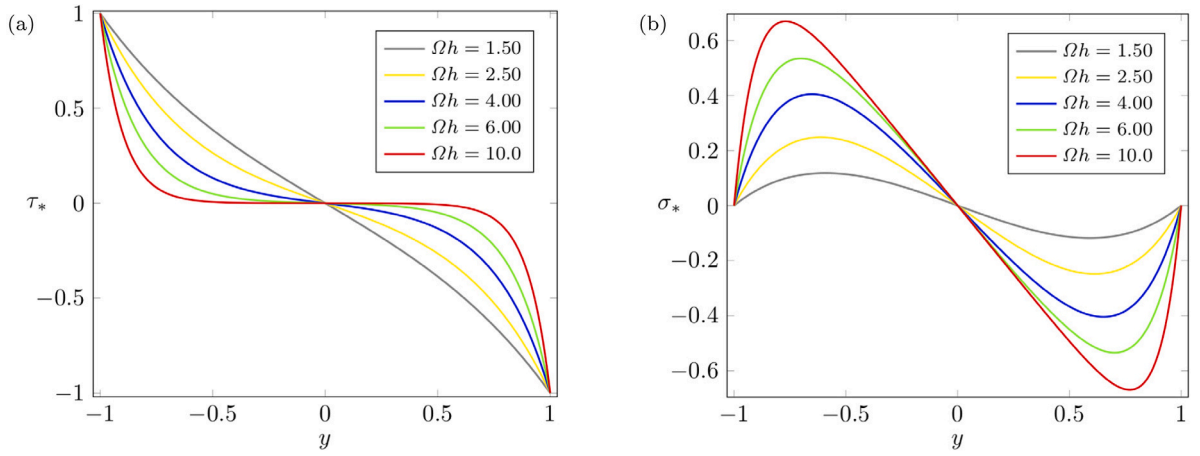 (a)
1
0.5
0
−0.5
−1
τ*
Ωh = 1.50
Ωh = 2.50
Ωh = 4.00
Ωh = 6.00
Ωh = 10.0
−1 −0.5 0 0.5 1
y
(b)
0.6
0.4
0.2
0
−0.2
−0.4
−0.6
σ*
Ωh = 1.50
Ωh = 2.50
Ωh = 4.00
Ωh = 6.00
Ωh = 10.0
−1 −0.5 0 0.5 1
y